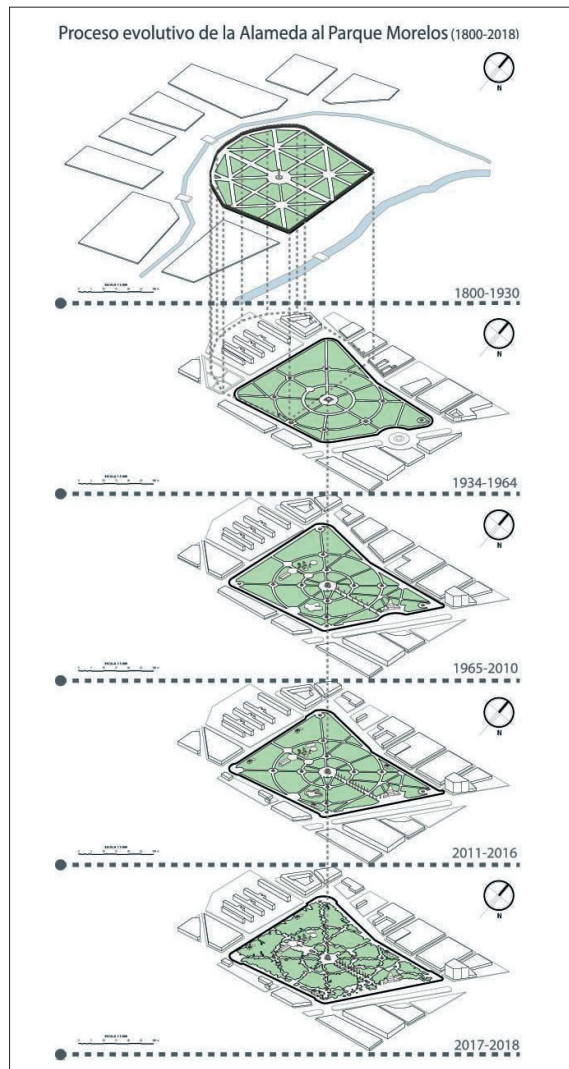 Proceso evolutivo de la Alameda al Parque Morelos (1800-2018)
N
1800-1930
N
1934-1964
N
1965-2010
N
2011-2016
N
2017-2018